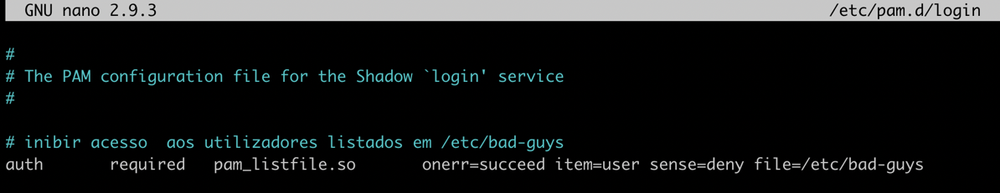 GNU nano 2.9.3 /etc/pam.d/login
#
# The PAM configuration file for the Shadow `login' service
#
# inibir acesso  aos utilizadores listados em /etc/bad-guys
auth       required   pam_listfile.so       onerr=succeed item=user sense=deny file=/etc/bad-guys